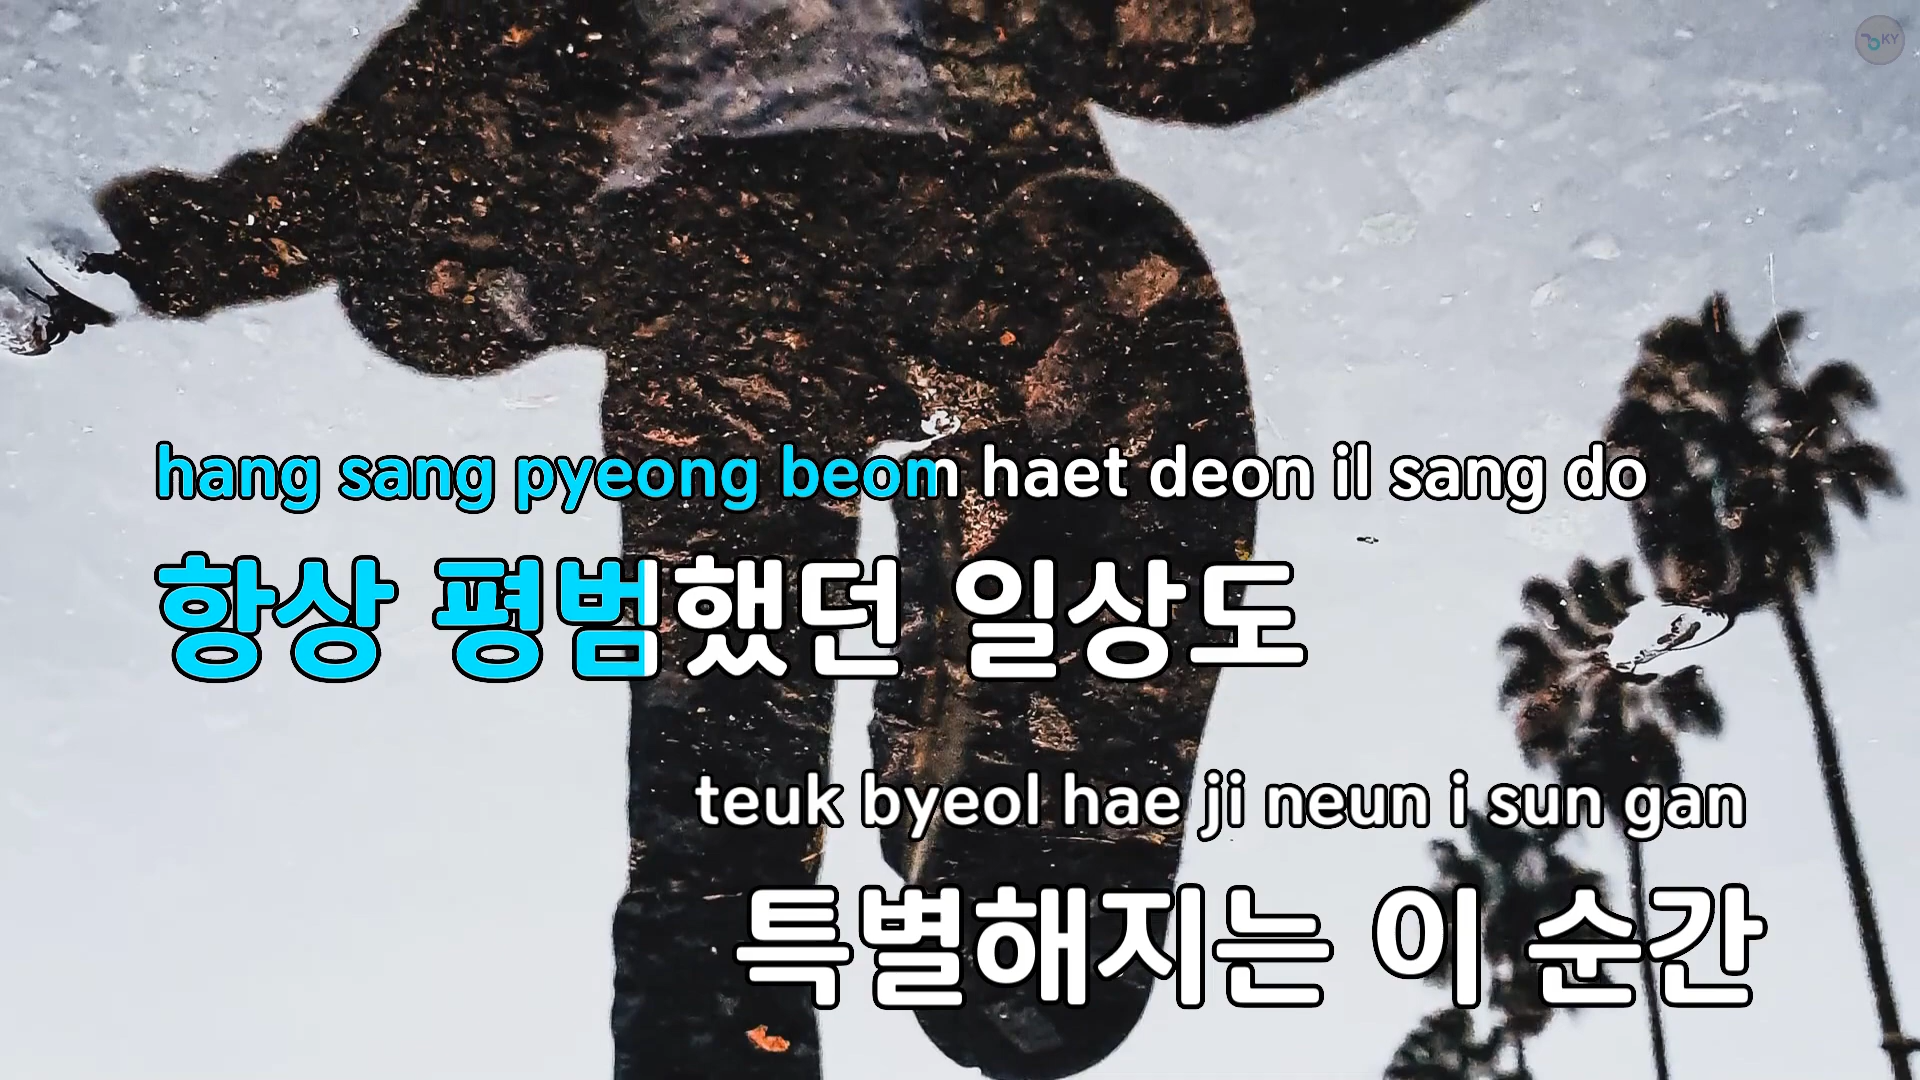 KY
hang sang pyeong beom haet deon il sang do
항상 평범했던 일상도
teuk byeol hae ji neun i sun gan
특별해지는 이 순간